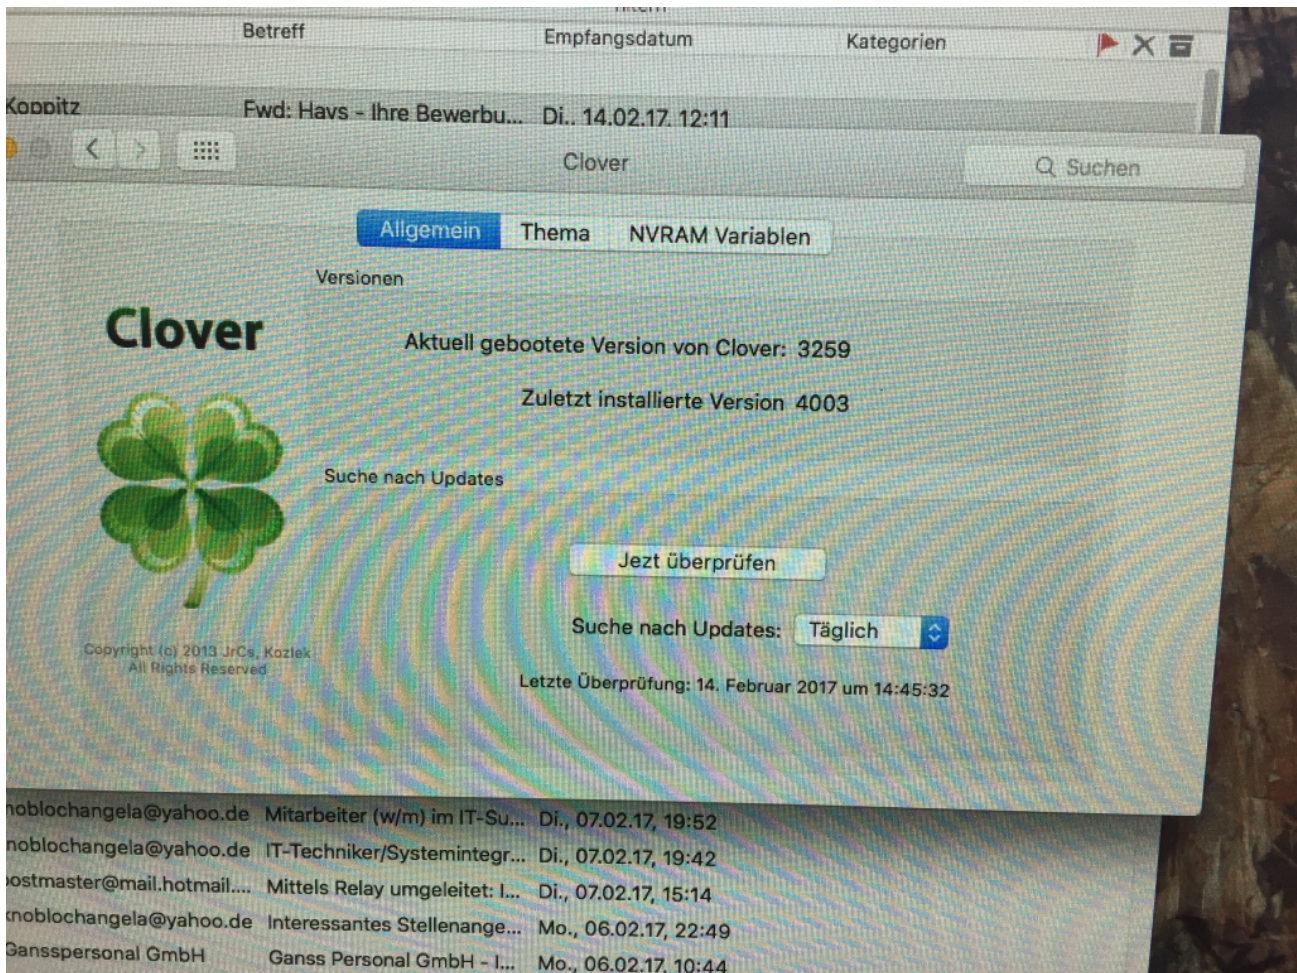 Betreff Empfangsdatum Kategorien
Koppitz Fwd: Havs - Ihre Bewerbu... Di.. 14.02.17. 12:11
Clover Suchen
Allgemein Thema NVRAM Variablen
Versionen
Clover
Aktuell gebootete Version von Clover: 3259
Zuletzt installierte Version 4003
Suche nach Updates
Jezt überprüfen
Suche nach Updates: Täglich
Copyright (c) 2013 JrCs, Kozlek
All Rights Reserved
Letzte Überprüfung: 14. Februar 2017 um 14:45:32
noblochangela@yahoo.de Mitarbeiter (w/m) im IT-Su... Di., 07.02.17, 19:52
noblochangela@yahoo.de IT-Techniker/Systemintegr... Di., 07.02.17, 19:42
postmaster@mail.hotmail.... Mittels Relay umgeleitet: I... Di., 07.02.17, 15:14
knoblochangela@yahoo.de Interessantes Stellenange... Mo., 06.02.17, 22:49
Gansspersonal GmbH Ganss Personal GmbH - I... Mo., 06.02.17, 10:44